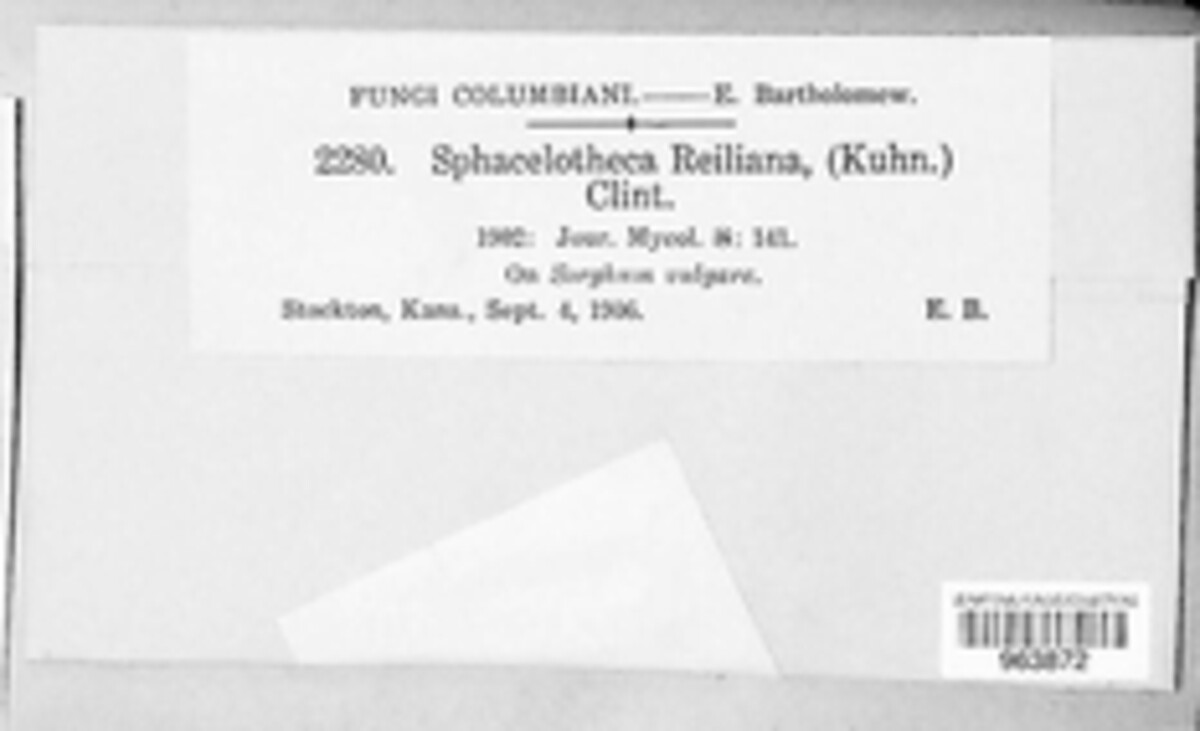 FUNGI COLUMBIANI.——E. Bartholomew.
2280. Sphacelotheca Reiliana, (Kuhn.)
Clint.
1902: Jour. Mycol. 8: 141.
On Sorghum vulgare.
Stockton, Kans., Sept. 4, 1906. E. B.
963872